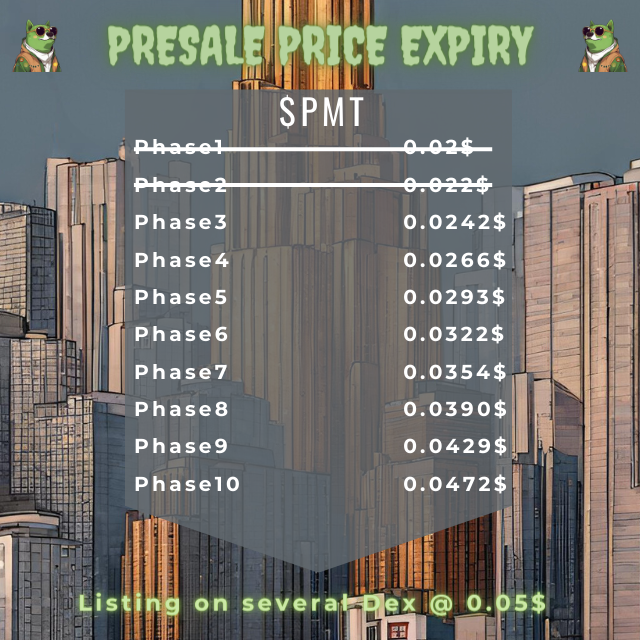 PRESALE PRICE EXPIRY
$PMT
Phase1 0.02$
Phase2 0.022$
Phase3 0.0242$
Phase4 0.0266$
Phase5 0.0293$
Phase6 0.0322$
Phase7 0.0354$
Phase8 0.0390$
Phase9 0.0429$
Phase10 0.0472$
Listing on several Dex @ 0.05$